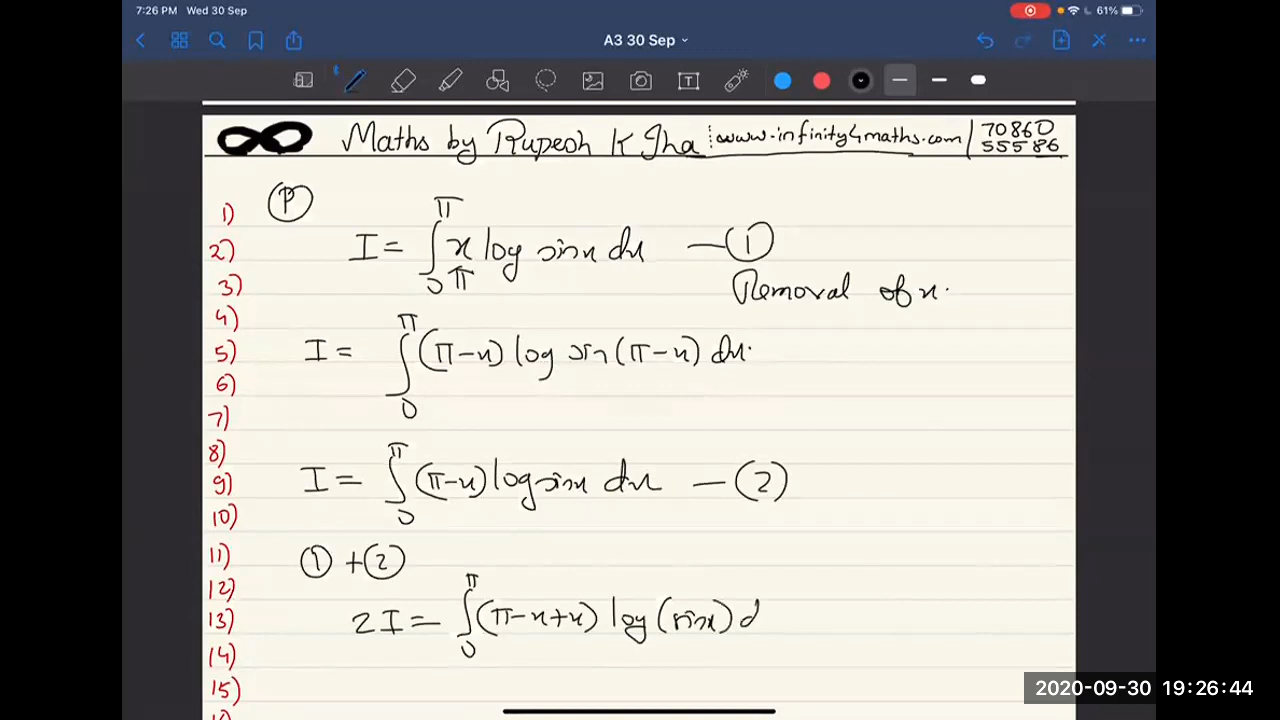 7:26 PM Wed 30 Sep
61%
A3 30 Sep
Maths by Rupesh K Jha www.infinity4maths.com / 70860 55586
P
1)
2) I = ∫₀^π x log sinx dx — ①
π
3) Removal of x.
4)
5) I = ∫₀^π (π-x) log sin(π-x) dx.
6)
7)
8)
9) I = ∫₀^π (π-x) log sinx dx — (2)
10)
11) ① + ②
12)
13) 2I = ∫₀^π (π-x+x) log (sinx) d
14)
15)
2020-09-30 19:26:44